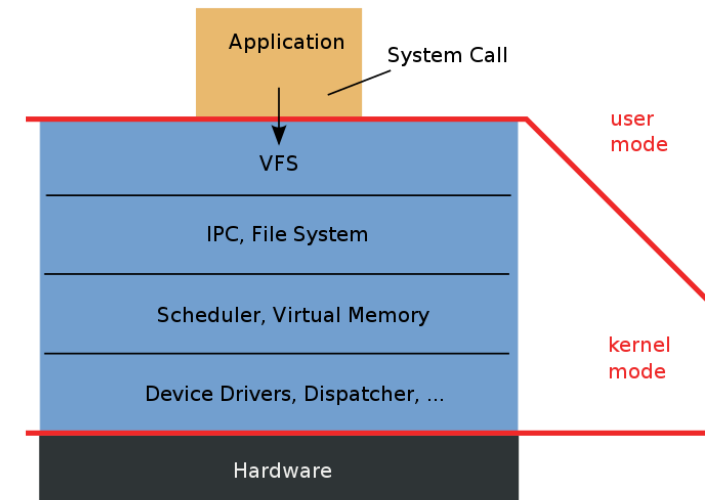 Application
System Call
user
mode
VFS
IPC, File System
Scheduler, Virtual Memory
kernel
mode
Device Drivers, Dispatcher, ...
Hardware